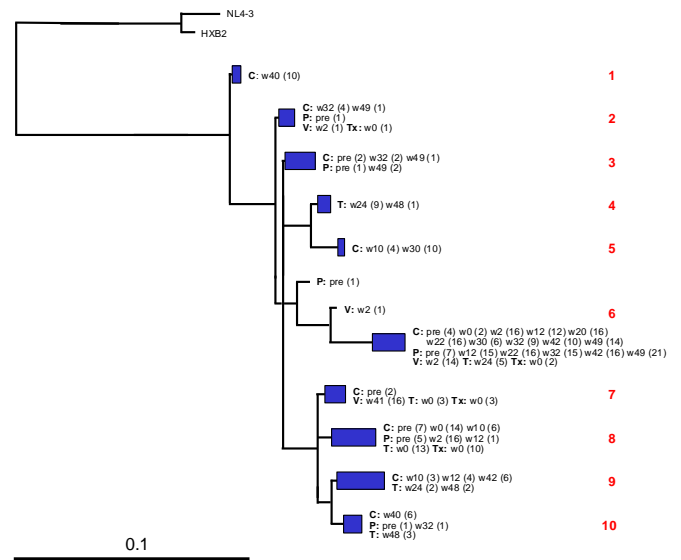 NL4-3
HXB2
C: w40 (10)
1
C: w32 (4) w49 (1)
P: pre (1)
V: w2 (1) Tx: w0 (1)
2
C: pre (2) w32 (2) w49 (1)
P: pre (1) w49 (2)
3
T: w24 (9) w48 (1)
4
C: w10 (4) w30 (10)
5
P: pre (1)
V: w2 (1)
6
C: pre (4) w0 (2) w2 (16) w12 (12) w20 (16)
w22 (16) w30 (6) w32 (9) w42 (10) w49 (14)
P: pre (7) w12 (15) w22 (16) w32 (15) w42 (16) w49 (21)
V: w2 (14) T: w24 (5) Tx: w0 (2)
C: pre (2)
V: w41 (16) T: w0 (3) Tx: w0 (3)
7
C: pre (7) w0 (14) w10 (6)
P: pre (5) w2 (16) w12 (1)
T: w0 (13) Tx: w0 (10)
8
C: w10 (3) w12 (4) w42 (6)
T: w24 (2) w48 (2)
9
C: w40 (6)
P: pre (1) w32 (1)
T: w48 (3)
10
0.1